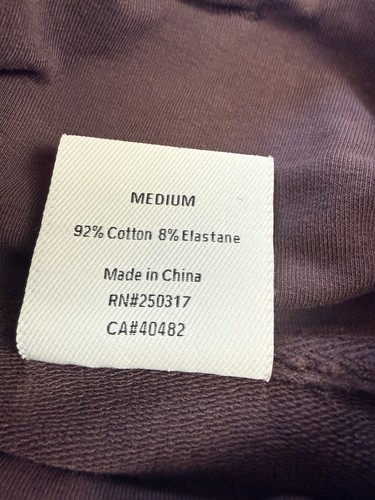 MEDIUM
92% Cotton 8% Elastane
Made in China
RN#250317
CA#40482